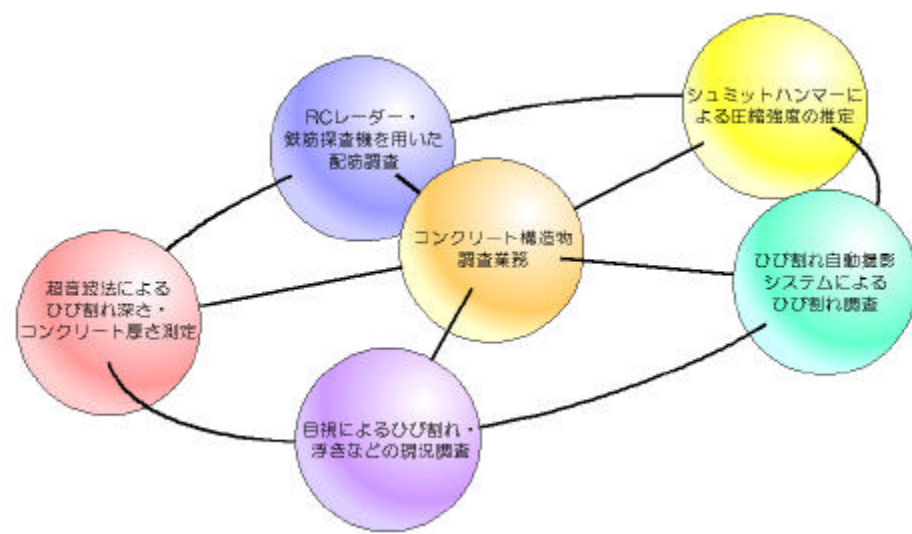 RCレーダー・
鉄筋探査機を用いた
配筋調査
シュミットハンマーに
よる圧縮強度の推定
コンクリート構造物
調査業務
ひび割れ自動撮影
システムによる
ひび割れ調査
超音波法による
ひび割れ深さ・
コンクリート厚さ測定
目視によるひび割れ・
浮きなどの現況調査